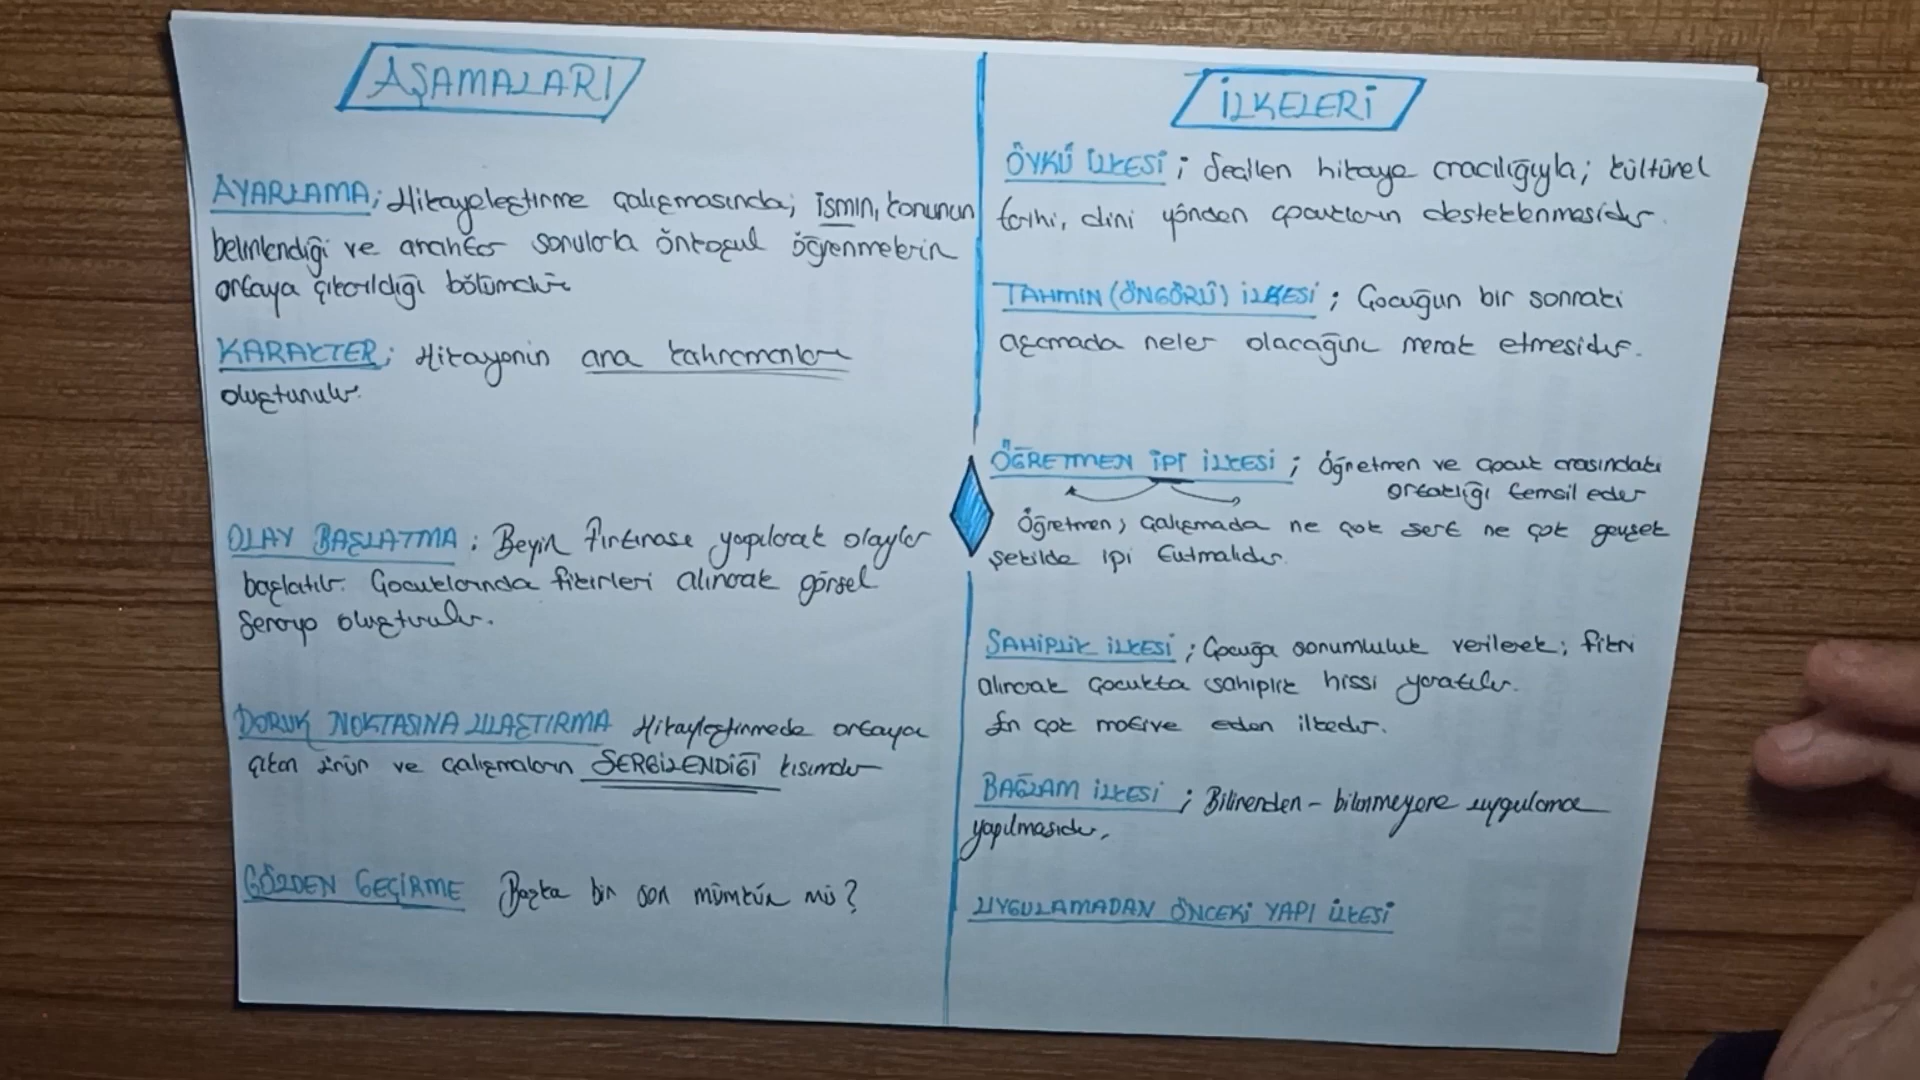 AŞAMALARI
AYARLAMA; Hikayeleştirme çalışmasında; ismin, konunun
belirlendiği ve anahtar sorularla önkoşul öğrenmelerin
ortaya çıkarıldığı bölümdür
KARAKTER; Hikayenin ana kahramanları
oluşturulur.
OLAY BAŞLATMA: Beyin fırtınası yapılarak olaylar
başlatılır. Çocuklarında fikirleri alınarak görsel
Senaryo oluşturulur.
DORUK NOKTASINA ULAŞTIRMA Hikayleştirmede ortaya
çıkan ürün ve çalışmaların SERGİLENDİĞİ kısımdır
GÖZDEN GEÇİRME Başka bir son mümkün mü?
İLKELERİ
ÖYKÜ İLKESİ; Seçilen hikaye aracılığıyla; kültürel
tarihi, dini yönden çocukların desteklenmesidir.
TAHMİN (ÖNGÖRÜ) İLKESİ; Çocuğun bir sonraki
aşamada neler olacağını merak etmesidir.
ÖĞRETMEN İPİ İLKESİ; Öğretmen ve çocuk arasındaki
ortaklığı temsil eder
Öğretmen; çalışmada ne çok sert ne çok gevşek
şekilde ipi tutmalıdır.
SAHİPLİK İLKESİ; Çocuğa sorumluluk verilerek; fikri
alınarak çocukta sahiplik hissi yaratılır.
En çok motive eden ilkedir.
BAĞLAM İLKESİ; Bilinenden - bilinmeyene uygulama
yapılmasıdır.
UYGULAMADAN ÖNCEKİ YAPI İLKESİ